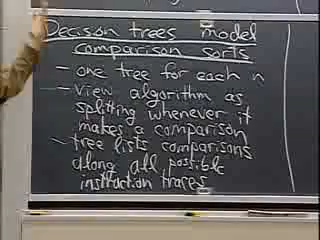 Decison trees model
comparison sorts
- one tree for each n
- view algorithm as
splitting whenever it
makes a comparison
- tree lists comparisons
along all possible
instruction traces